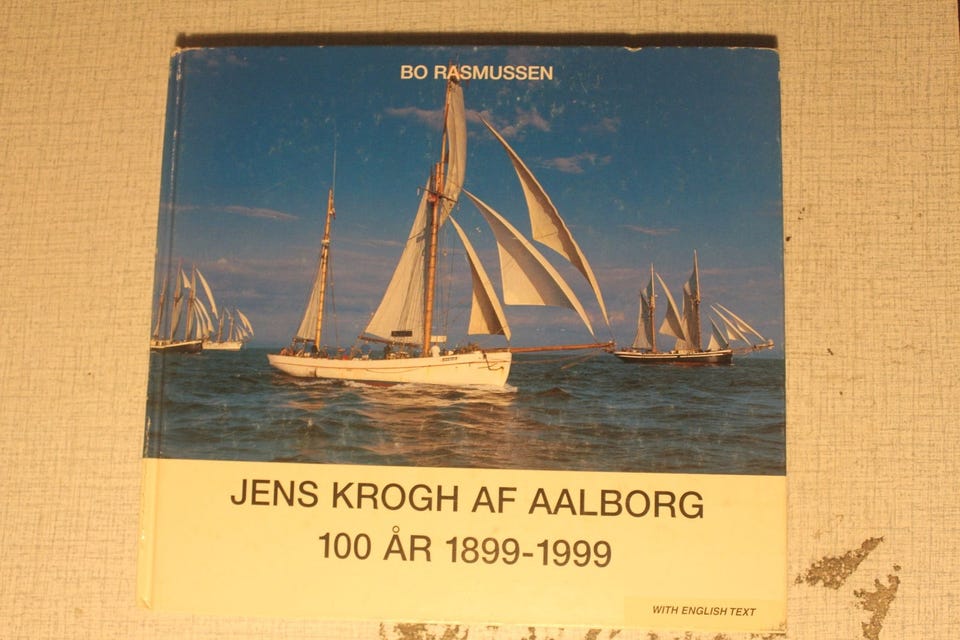 BO RASMUSSEN
JENS KROGH AF AALBORG
100 ÅR 1899-1999
WITH ENGLISH TEXT